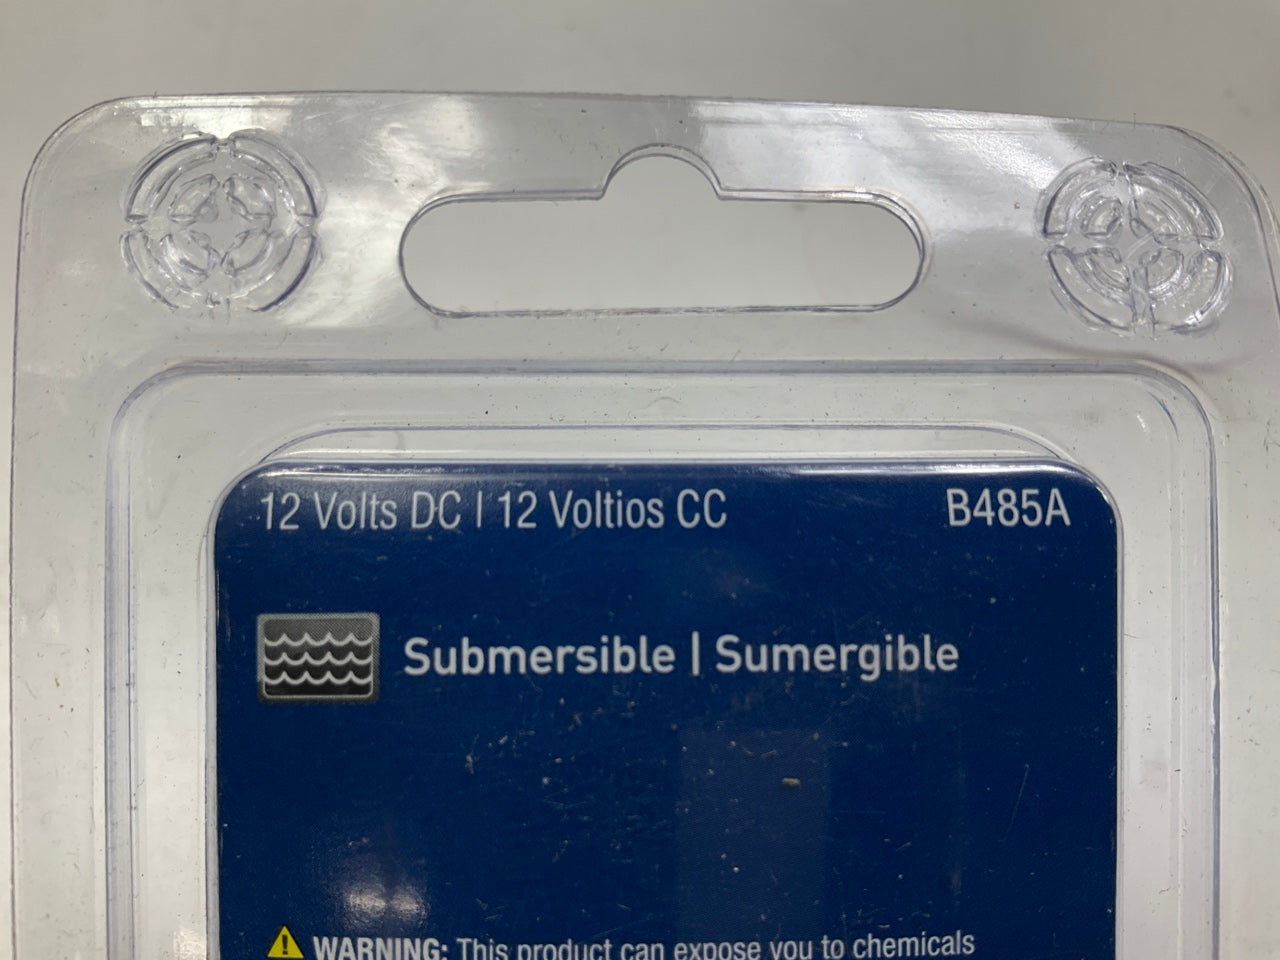 12 Volts DC | 12 Voltios CC B485A
Submersible | Sumergible
WARNING: This product can expose you to chemicals